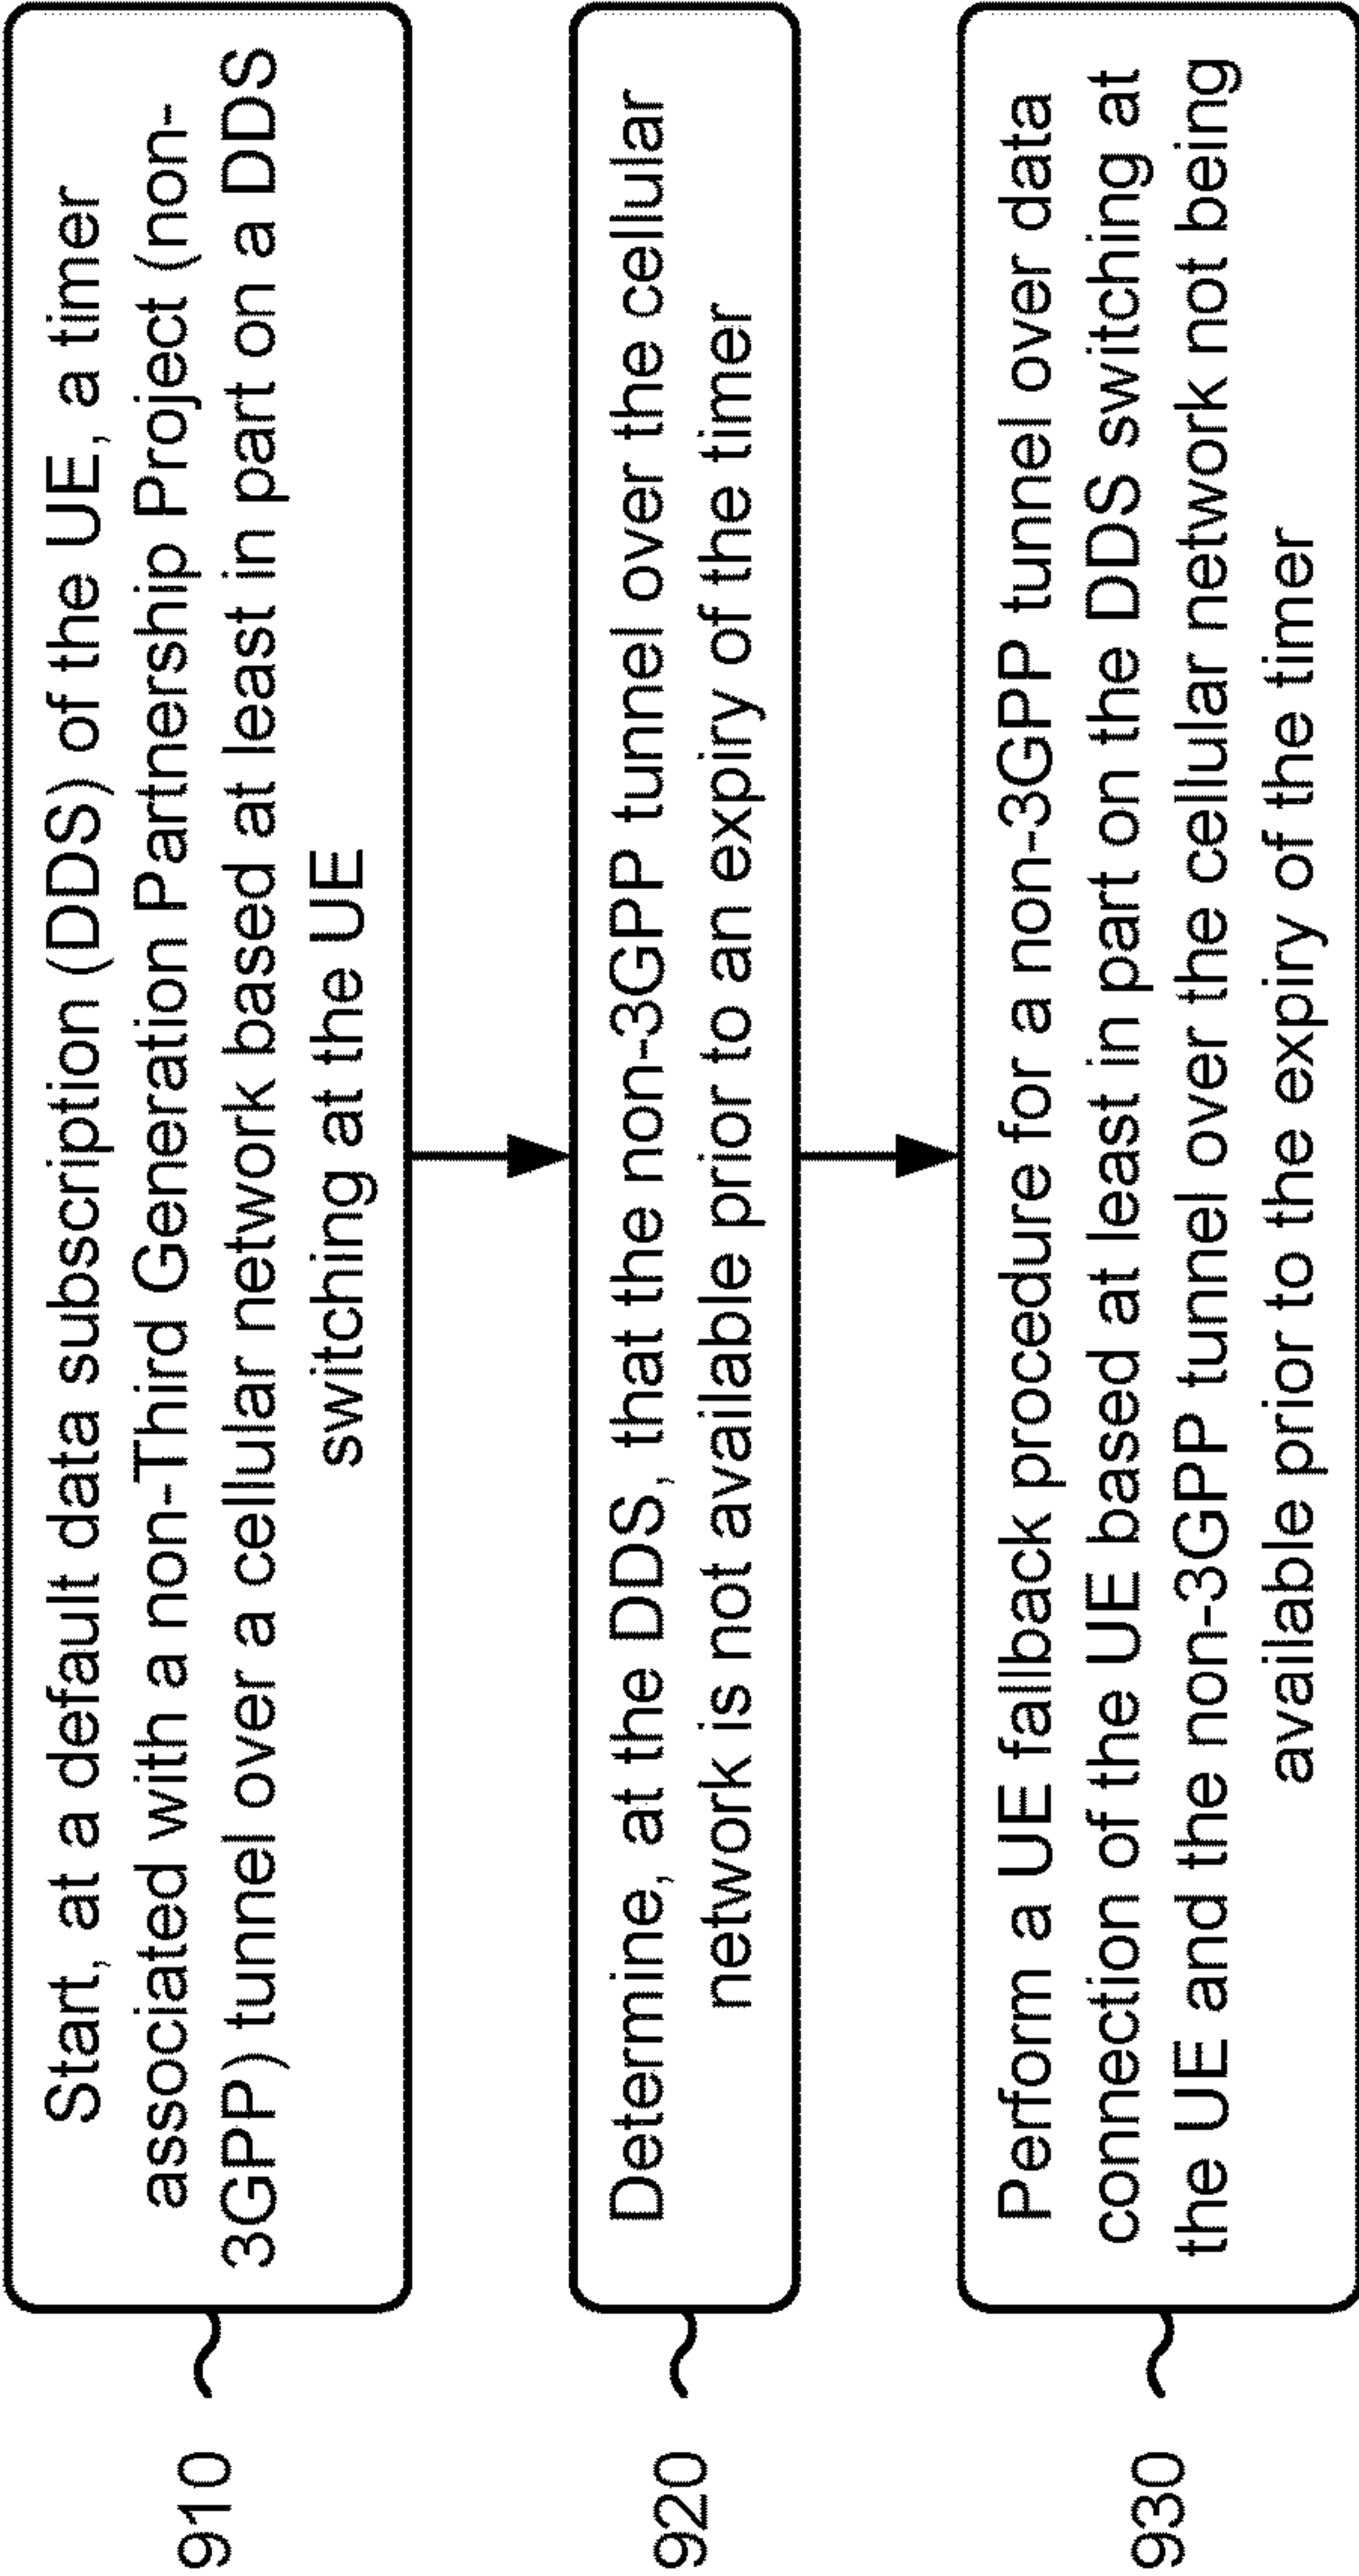 910
Start, at a default data subscription (DDS) of the UE, a timer
associated with a non-Third Generation Partnership Project (non-
3GPP) tunnel over a cellular network based at least in part on a DDS
switching at the UE
920
Determine, at the DDS, that the non-3GPP tunnel over the cellular
network is not available prior to an expiry of the timer
930
Perform a UE fallback procedure for a non-3GPP tunnel over data
connection of the UE based at least in part on the DDS switching at
the UE and the non-3GPP tunnel over the cellular network not being
available prior to the expiry of the timer